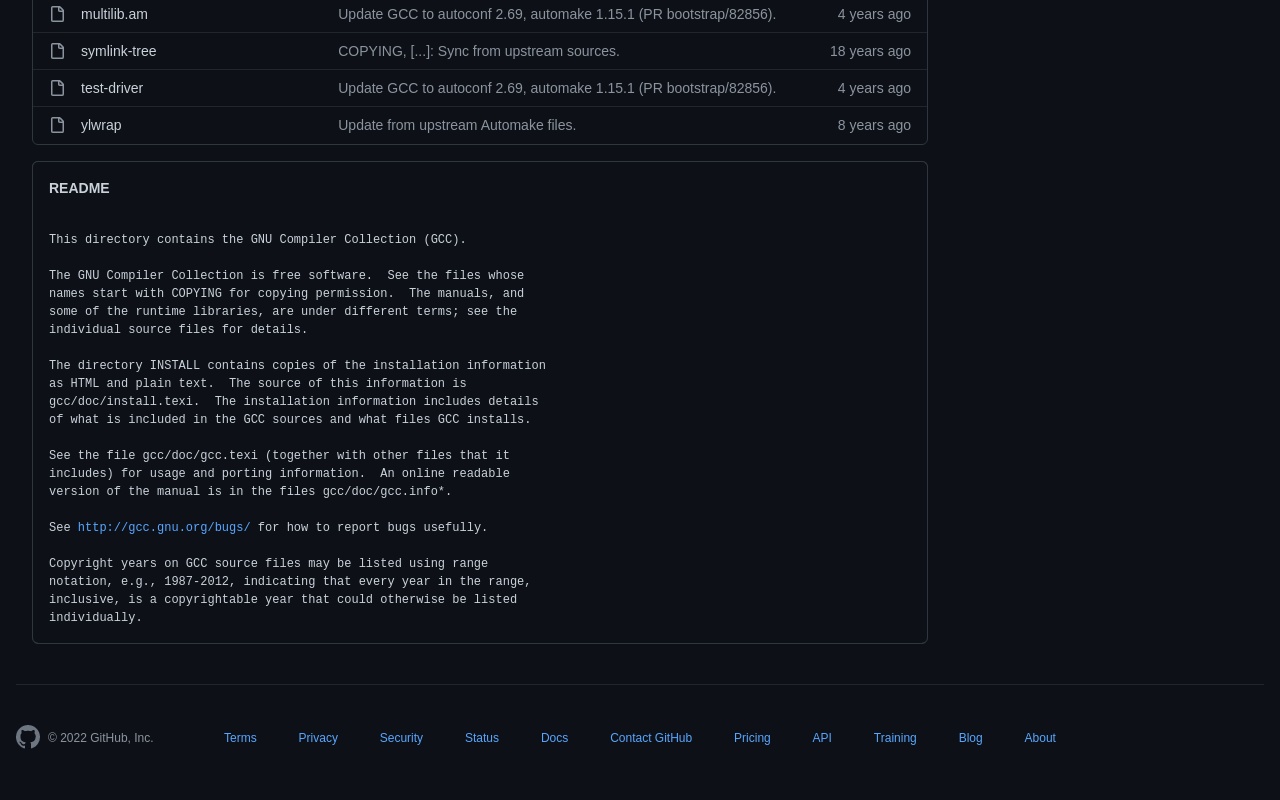 multilib.am Update GCC to autoconf 2.69, automake 1.15.1 (PR bootstrap/82856). 4 years ago
symlink-tree COPYING, [...]: Sync from upstream sources. 18 years ago
test-driver Update GCC to autoconf 2.69, automake 1.15.1 (PR bootstrap/82856). 4 years ago
ylwrap Update from upstream Automake files. 8 years ago
README
This directory contains the GNU Compiler Collection (GCC).
The GNU Compiler Collection is free software.  See the files whose
names start with COPYING for copying permission.  The manuals, and
some of the runtime libraries, are under different terms; see the
individual source files for details.
The directory INSTALL contains copies of the installation information
as HTML and plain text.  The source of this information is
gcc/doc/install.texi.  The installation information includes details
of what is included in the GCC sources and what files GCC installs.
See the file gcc/doc/gcc.texi (together with other files that it
includes) for usage and porting information.  An online readable
version of the manual is in the files gcc/doc/gcc.info*.
See http://gcc.gnu.org/bugs/ for how to report bugs usefully.
Copyright years on GCC source files may be listed using range
notation, e.g., 1987-2012, indicating that every year in the range,
inclusive, is a copyrightable year that could otherwise be listed
individually.
© 2022 GitHub, Inc. Terms Privacy Security Status Docs Contact GitHub Pricing API Training Blog About